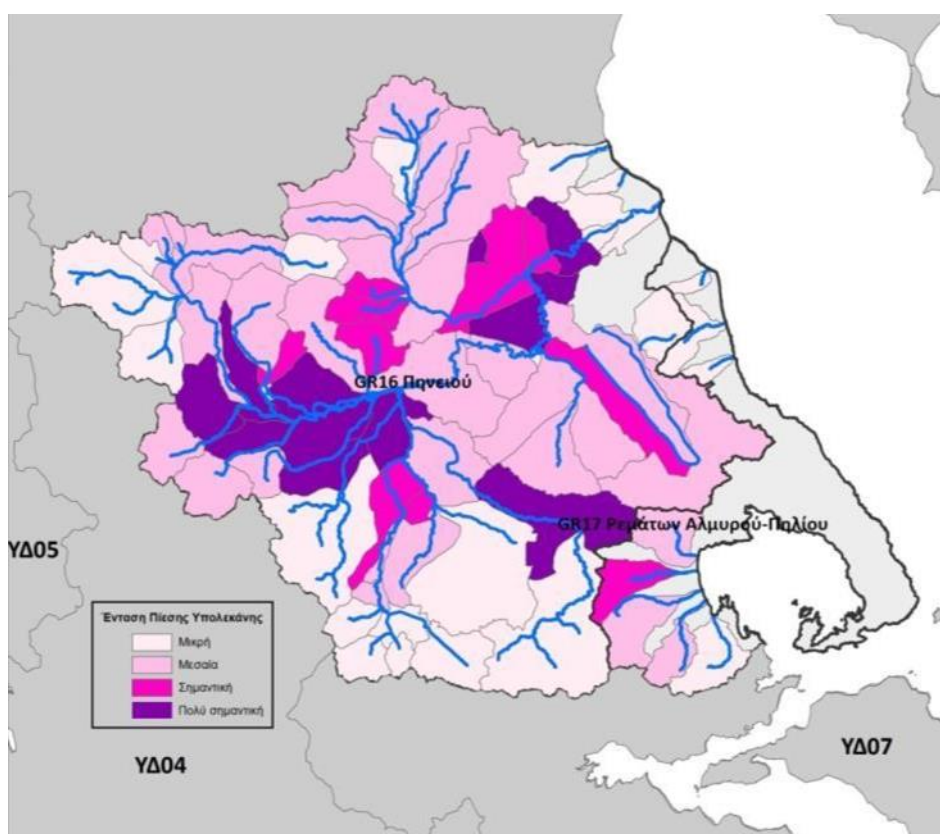 GR16 Πηνειού
GR17 Ρεμάτων Αλμυρού-Πηλίου
ΥΔ05
Ένταση Πίεσης Υπολεκάνης
Μικρή
Μεσαία
Σημαντική
Πολύ σημαντική
ΥΔ04
ΥΔ07